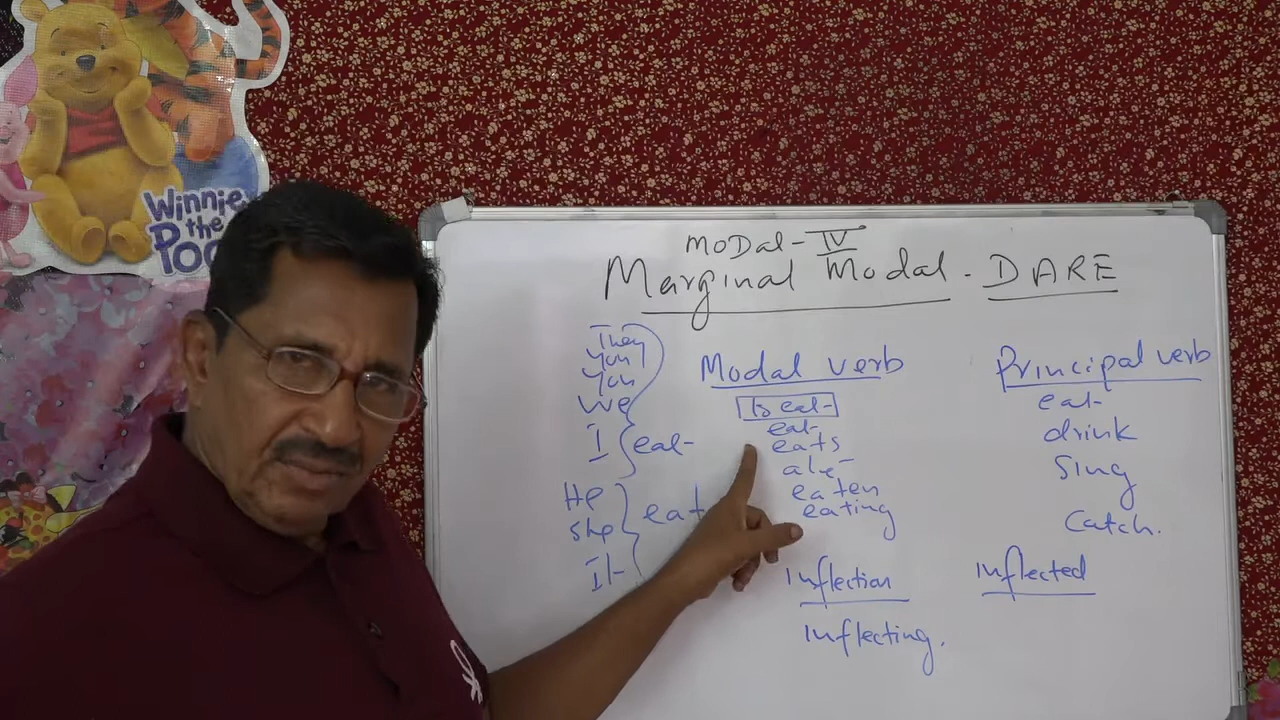 Winnie
the
POO
MODal - IV
Marginal Modal - DARE
They
You
You
We
I
eat
He
She
It
eat
Modal verb
to eat
eat
eats
ate
eaten
eating
Inflection
Inflecting.
Principal verb
eat
drink
Sing
Catch.
Inflected